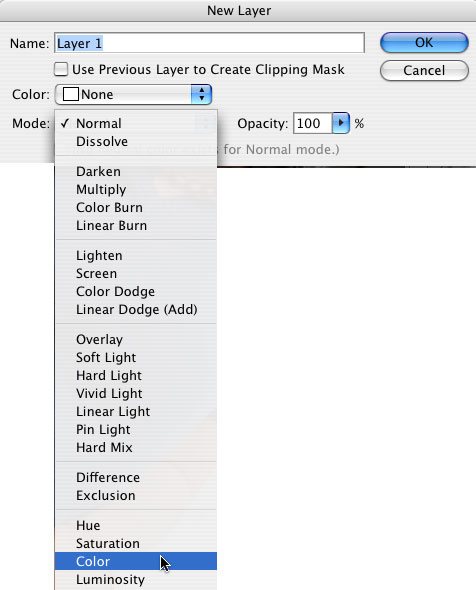 New Layer
Name: Layer 1 OK
Use Previous Layer to Create Clipping Mask Cancel
Color: None
Mode: ✓ Normal Opacity: 100 %
Dissolve
for Normal mode.)
Darken
Multiply
Color Burn
Linear Burn
Lighten
Screen
Color Dodge
Linear Dodge (Add)
Overlay
Soft Light
Hard Light
Vivid Light
Linear Light
Pin Light
Hard Mix
Difference
Exclusion
Hue
Saturation
Color
Luminosity